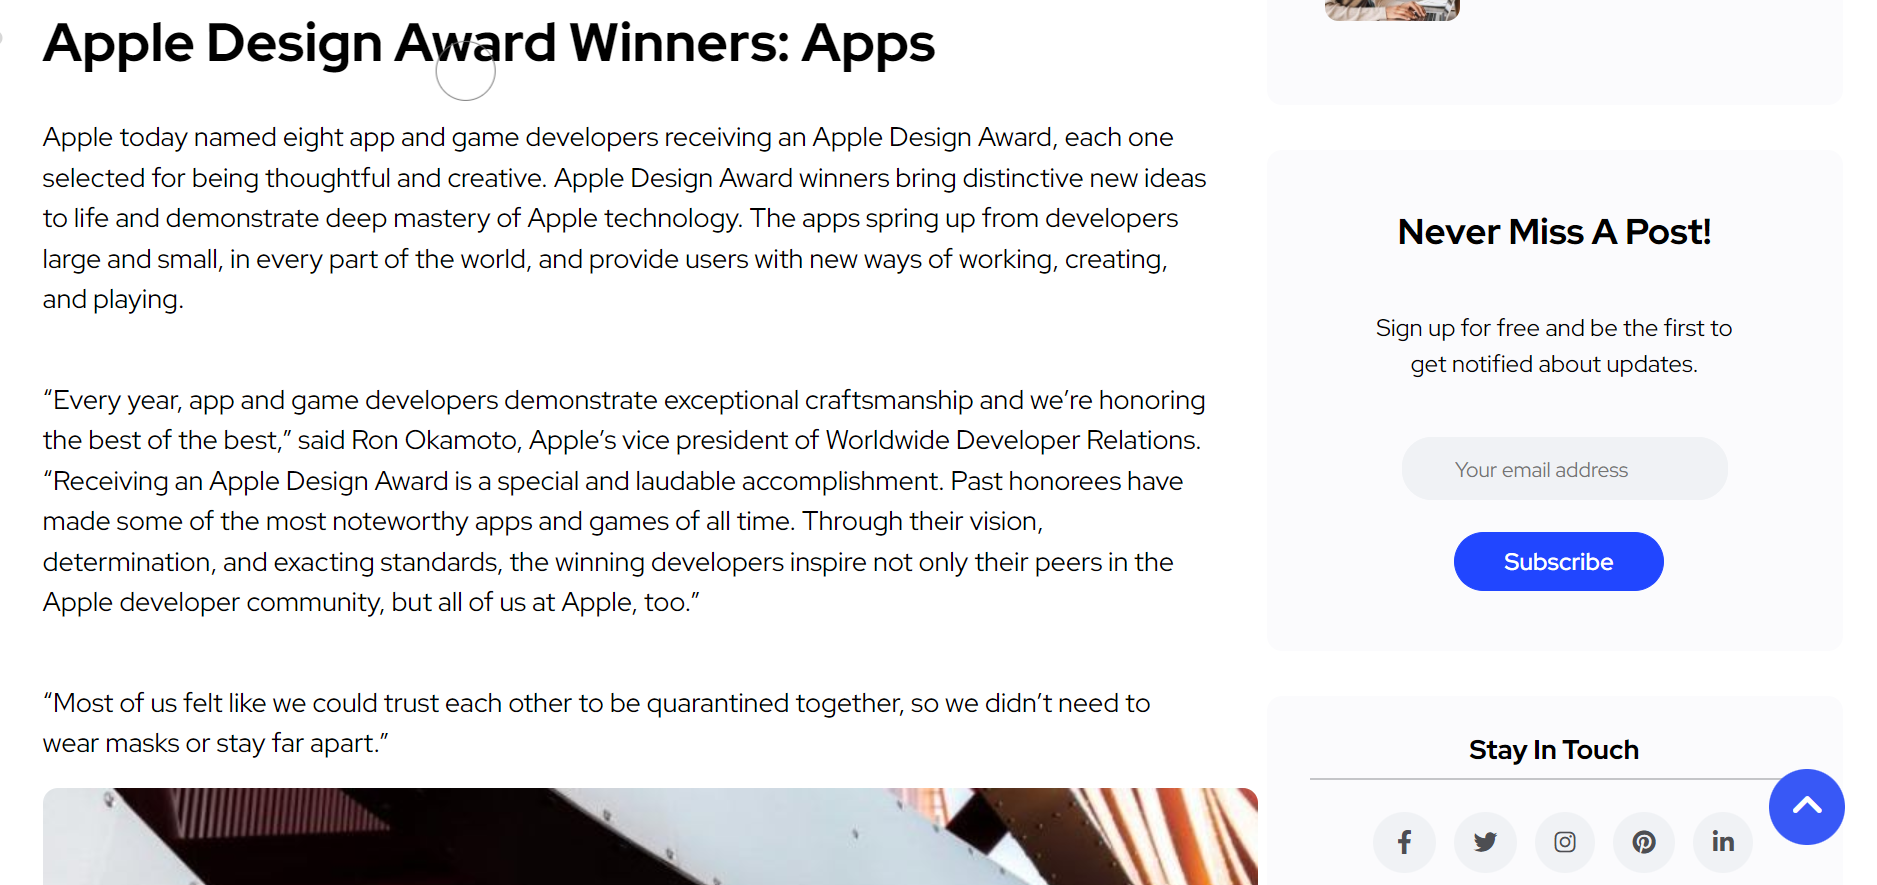 Apple Design Award Winners: Apps
Apple today named eight app and game developers receiving an Apple Design Award, each one
selected for being thoughtful and creative. Apple Design Award winners bring distinctive new ideas
to life and demonstrate deep mastery of Apple technology. The apps spring up from developers
large and small, in every part of the world, and provide users with new ways of working, creating,
and playing.
“Every year, app and game developers demonstrate exceptional craftsmanship and we’re honoring
the best of the best,” said Ron Okamoto, Apple’s vice president of Worldwide Developer Relations.
“Receiving an Apple Design Award is a special and laudable accomplishment. Past honorees have
made some of the most noteworthy apps and games of all time. Through their vision,
determination, and exacting standards, the winning developers inspire not only their peers in the
Apple developer community, but all of us at Apple, too.”
“Most of us felt like we could trust each other to be quarantined together, so we didn’t need to
wear masks or stay far apart.”
Never Miss A Post!
Sign up for free and be the first to
get notified about updates.
Your email address
Subscribe
Stay In Touch